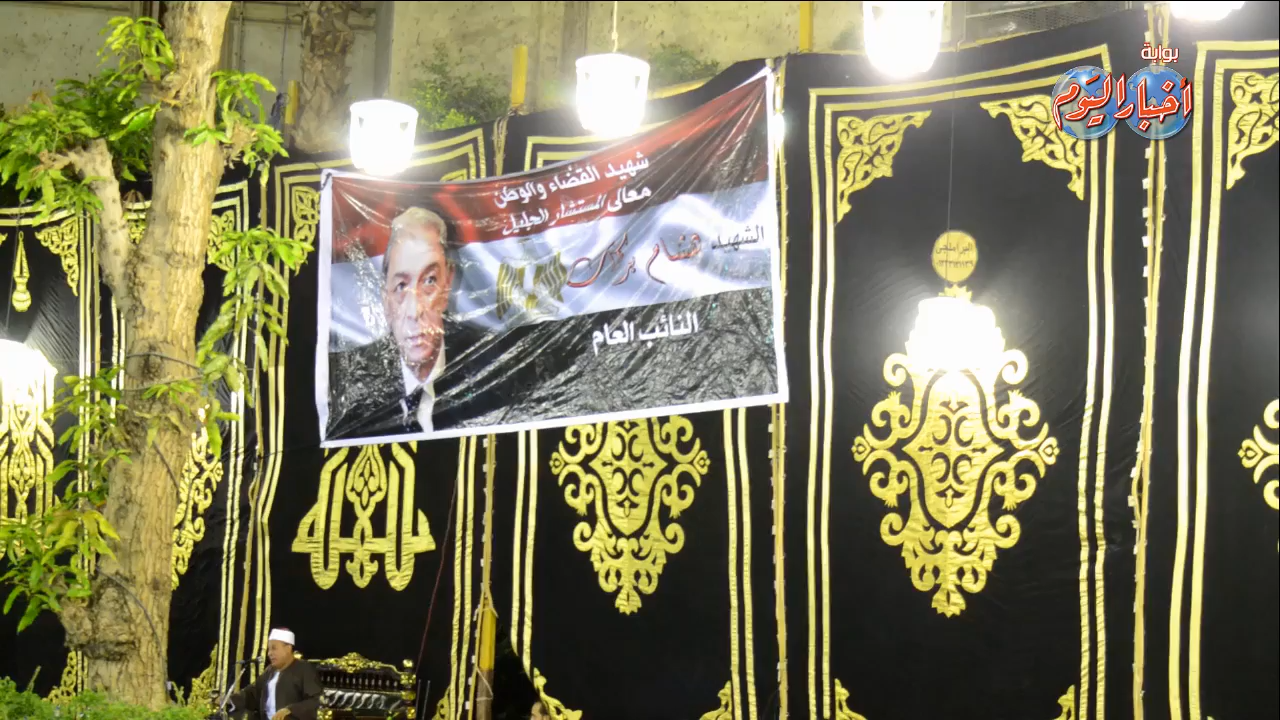 بوابة
أخبار اليوم
شهيد القضاء والوطن
معالى المستشار الجليل
الشهيد هشام بركات
النائب العام